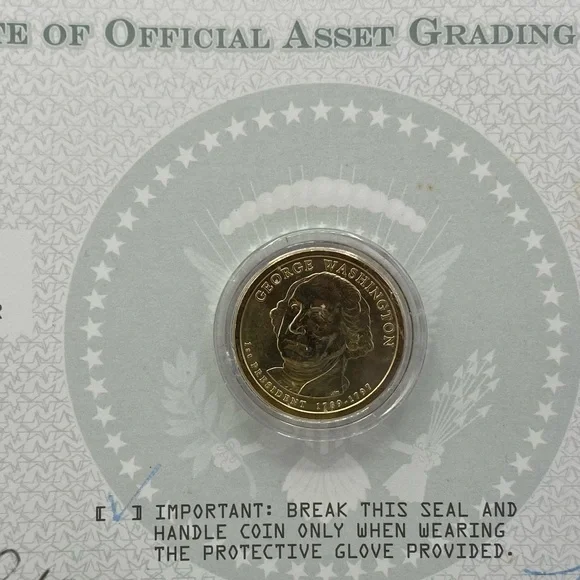 TE OF OFFICIAL ASSET GRADING
GEORGE WASHINGTON
1ST PRESIDENT 1789-1797
[✓] IMPORTANT: BREAK THIS SEAL AND
HANDLE COIN ONLY WHEN WEARING
THE PROTECTIVE GLOVE PROVIDED.